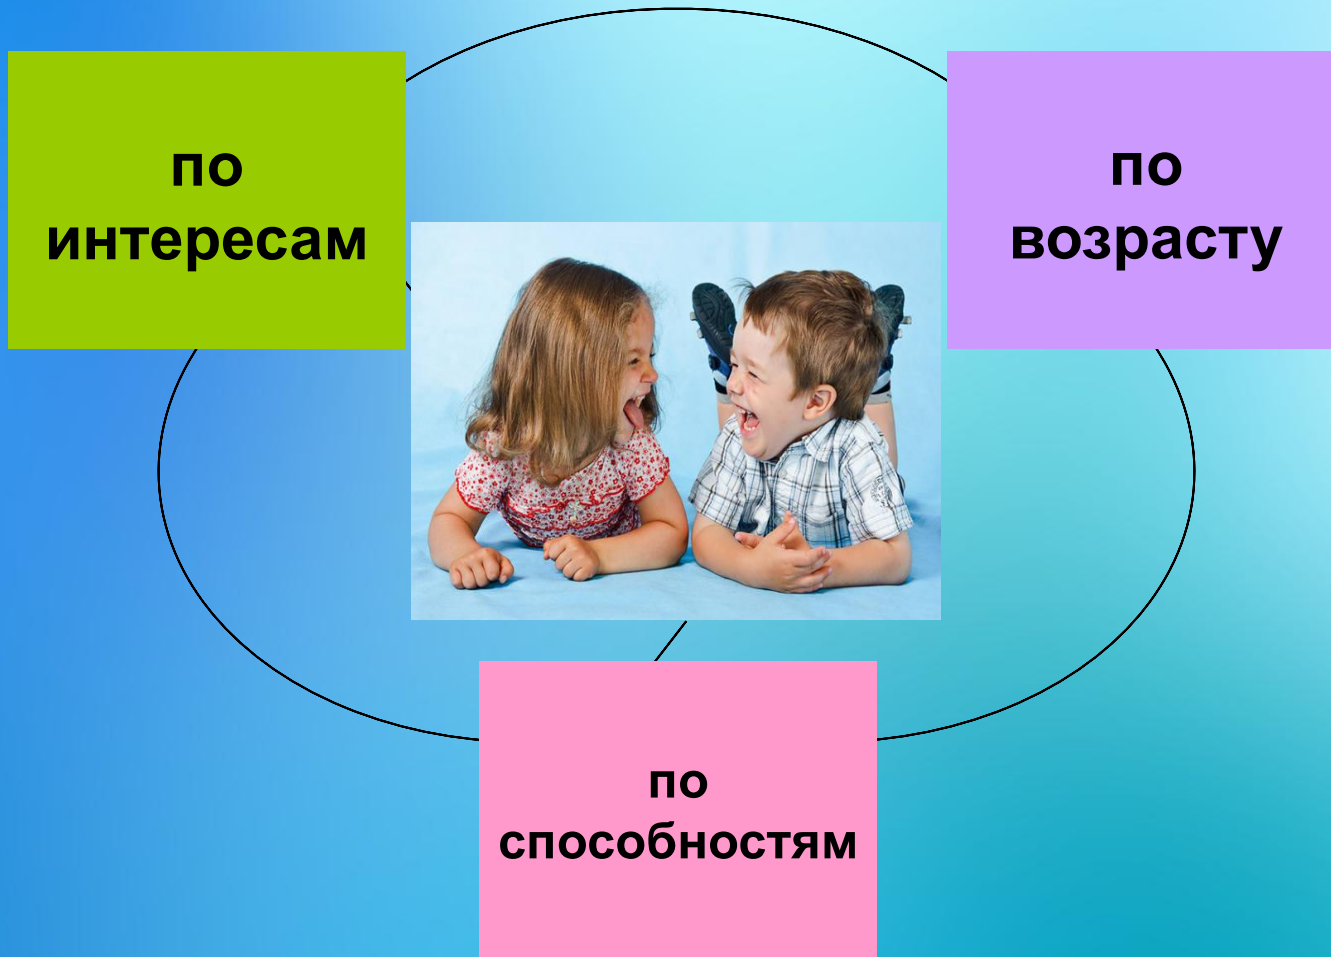 по
интересам
по
возрасту
по
способностям